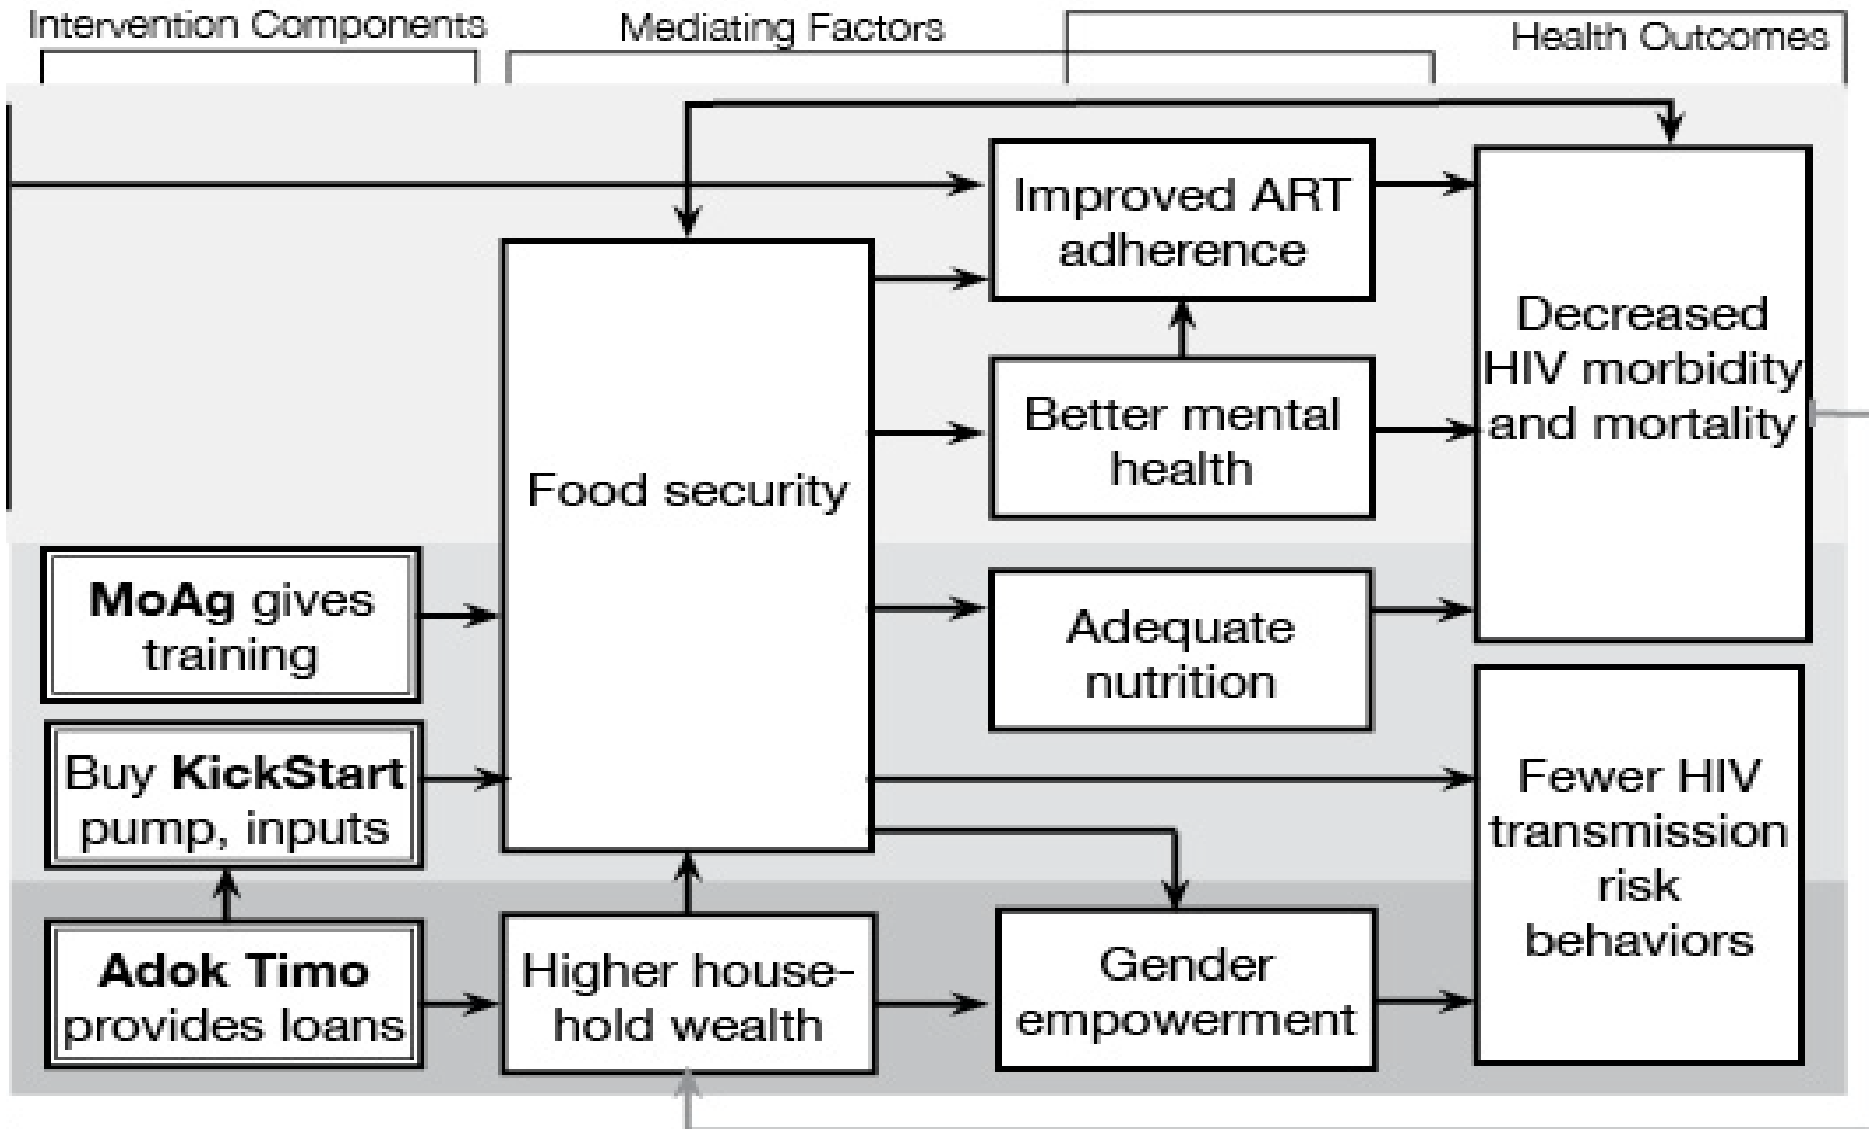 Intervention Components
Mediating Factors
Health Outcomes
Improved ART
adherence
Decreased
HIV morbidity
and mortality
Better mental
health
Food security
MoAg gives
training
Adequate
nutrition
Buy KickStart
pump, inputs
Fewer HIV
transmission
risk
behaviors
Adok Timo
provides loans
Higher house-
hold wealth
Gender
empowerment